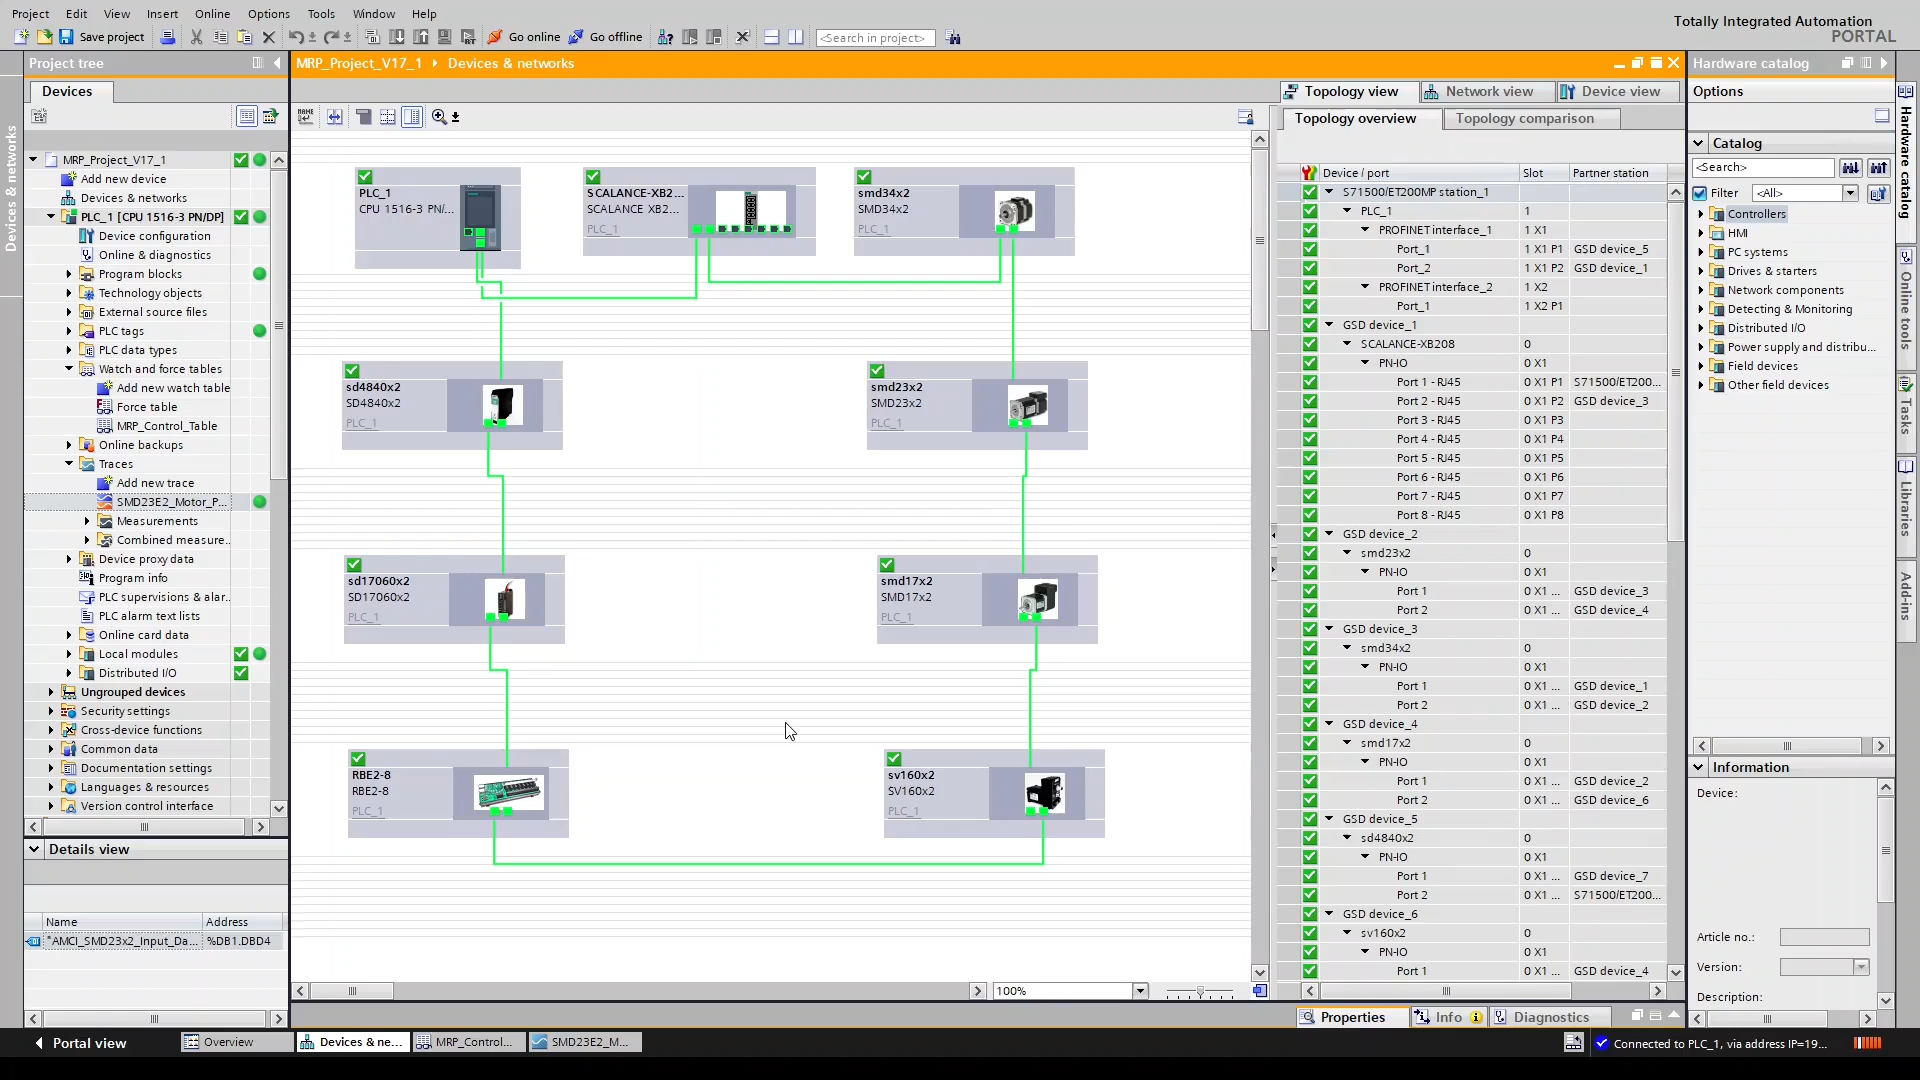 Project Edit View Insert Online Options Tools Window Help
Totally Integrated Automation
PORTAL
Save project
Go online
Go offline
<Search in project>
Project tree
MRP_Project_V17_1 ▸ Devices & networks
Hardware catalog
Devices
Topology view
Network view
Device view
Options
Topology overview
Topology comparison
Devices & networks
MRP_Project_V17_1
Add new device
Devices & networks
PLC_1 [CPU 1516-3 PN/DP]
Device configuration
Online & diagnostics
Program blocks
Technology objects
External source files
PLC tags
PLC data types
Watch and force tables
Add new watch table
Force table
MRP_Control_Table
Online backups
Traces
Add new trace
SMD23E2_Motor_P...
Measurements
Combined measure..
Device proxy data
Program info
PLC supervisions & alar..
PLC alarm text lists
Online card data
Local modules
Distributed I/O
Ungrouped devices
Security settings
Cross-device functions
Common data
Documentation settings
Languages & resources
Version control interface
Details view
Name Address
"AMCI_SMD23x2_Input_Da... %DB1.DBD4
PLC_1
CPU 1516-3 PN/...
SCALANCE-XB2...
SCALANCE XB2...
PLC_1
smd34x2
SMD34x2
PLC_1
sd4840x2
SD4840x2
PLC_1
smd23x2
SMD23x2
PLC_1
sd17060x2
SD17060x2
PLC_1
smd17x2
SMD17x2
PLC_1
RBE2-8
RBE2-8
PLC_1
sv160x2
SV160x2
PLC_1
100%
Device / port Slot Partner station
S71500/ET200MP station_1
PLC_1 1
PROFINET interface_1 1 X1
Port_1 1 X1 P1 GSD device_5
Port_2 1 X1 P2 GSD device_1
PROFINET interface_2 1 X2
Port_1 1 X2 P1
GSD device_1
SCALANCE-XB208 0
PN-IO 0 X1
Port 1 - RJ45 0 X1 P1 S71500/ET200...
Port 2 - RJ45 0 X1 P2 GSD device_3
Port 3 - RJ45 0 X1 P3
Port 4 - RJ45 0 X1 P4
Port 5 - RJ45 0 X1 P5
Port 6 - RJ45 0 X1 P6
Port 7 - RJ45 0 X1 P7
Port 8 - RJ45 0 X1 P8
GSD device_2
smd23x2 0
PN-IO 0 X1
Port 1 0 X1 ... GSD device_3
Port 2 0 X1 ... GSD device_4
GSD device_3
smd34x2 0
PN-IO 0 X1
Port 1 0 X1 ... GSD device_1
Port 2 0 X1 ... GSD device_2
GSD device_4
smd17x2 0
PN-IO 0 X1
Port 1 0 X1 ... GSD device_2
Port 2 0 X1 ... GSD device_6
GSD device_5
sd4840x2 0
PN-IO 0 X1
Port 1 0 X1 ... GSD device_7
Port 2 0 X1 ... S71500/ET200...
GSD device_6
sv160x2 0
PN-IO 0 X1
Port 1 0 X1 ... GSD device_4
Catalog
<Search>
Filter <All>
Controllers
HMI
PC systems
Drives & starters
Network components
Detecting & Monitoring
Distributed I/O
Power supply and distribu...
Field devices
Other field devices
Information
Device:
Article no.:
Version:
Description:
Hardware catalog
Online tools
Tasks
Libraries
Add-ins
Properties
Info
Diagnostics
Portal view
Overview
Devices & ne...
MRP_Control...
SMD23E2_M...
Connected to PLC_1, via address IP=19...